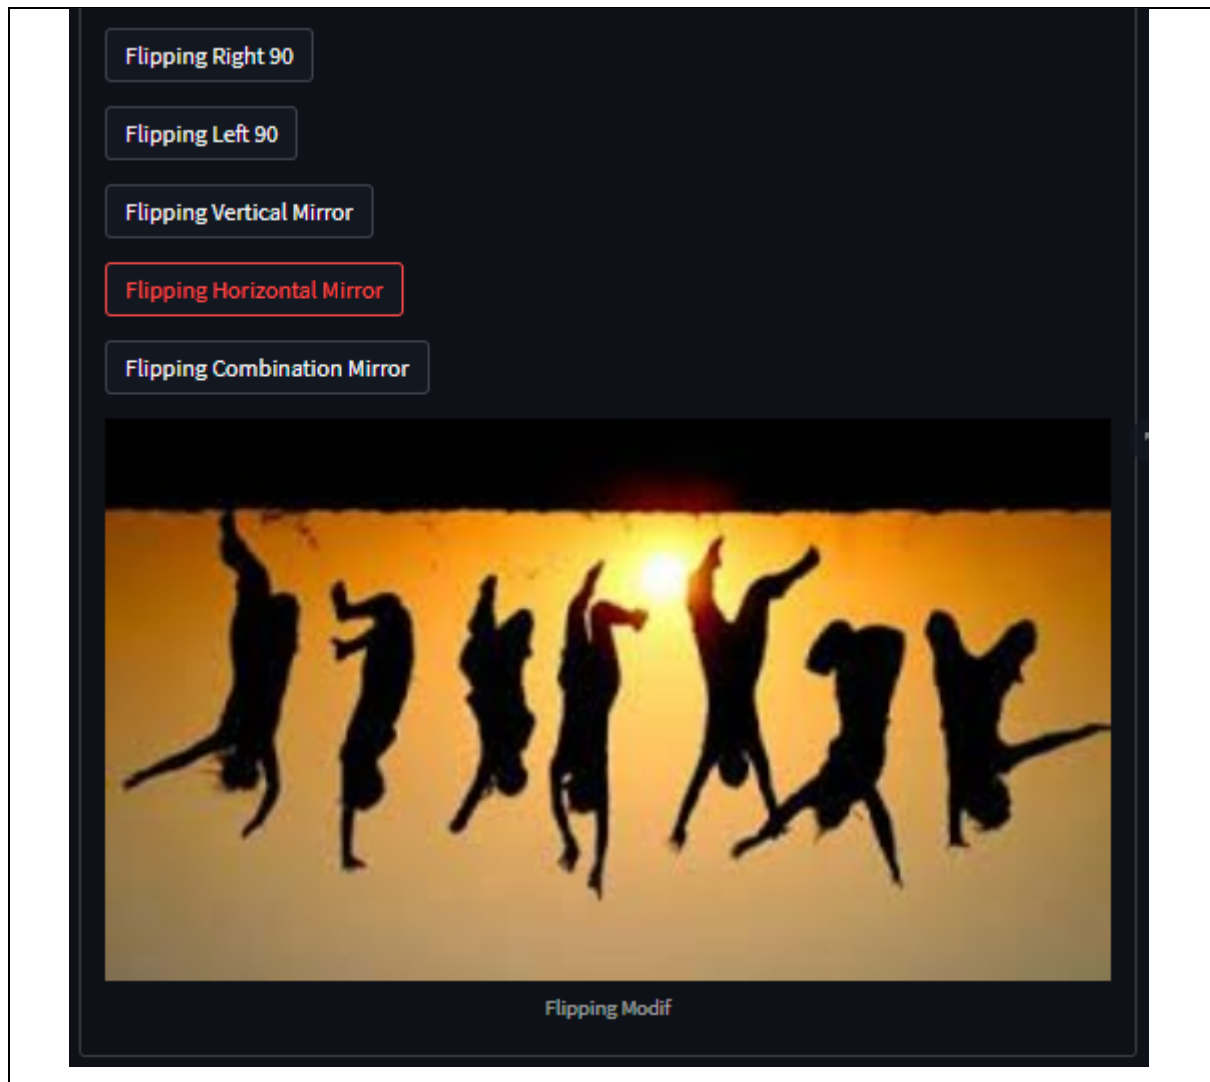 Flipping Right 90
Flipping Left 90
Flipping Vertical Mirror
Flipping Horizontal Mirror
Flipping Combination Mirror
Flipping Modif